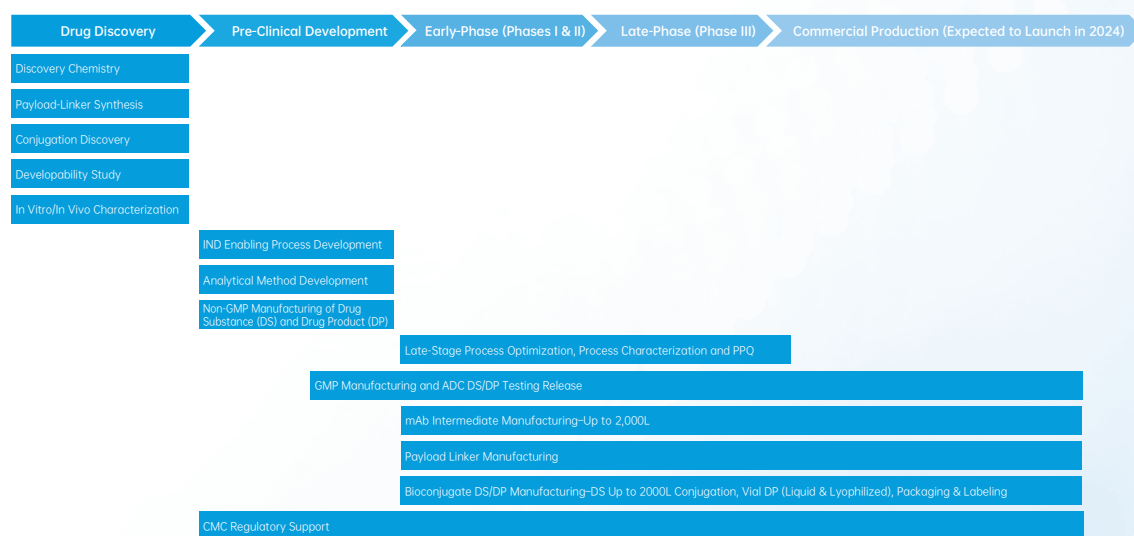 Drug Discovery
Pre-Clinical Development
Early-Phase (Phases I & II)
Late-Phase (Phase III)
Commercial Production (Expected to Launch in 2024)
Discovery Chemistry
Payload-Linker Synthesis
Conjugation Discovery
Developability Study
In Vitro/In Vivo Characterization
IND Enabling Process Development
Analytical Method Development
Non-GMP Manufacturing of Drug
Substance (DS) and Drug Product (DP)
Late-Stage Process Optimization, Process Characterization and PPQ
GMP Manufacturing and ADC DS/DP Testing Release
mAb Intermediate Manufacturing–Up to 2,000L
Payload Linker Manufacturing
Bioconjugate DS/DP Manufacturing–DS Up to 2000L Conjugation, Vial DP (Liquid & Lyophilized), Packaging & Labeling
CMC Regulatory Support